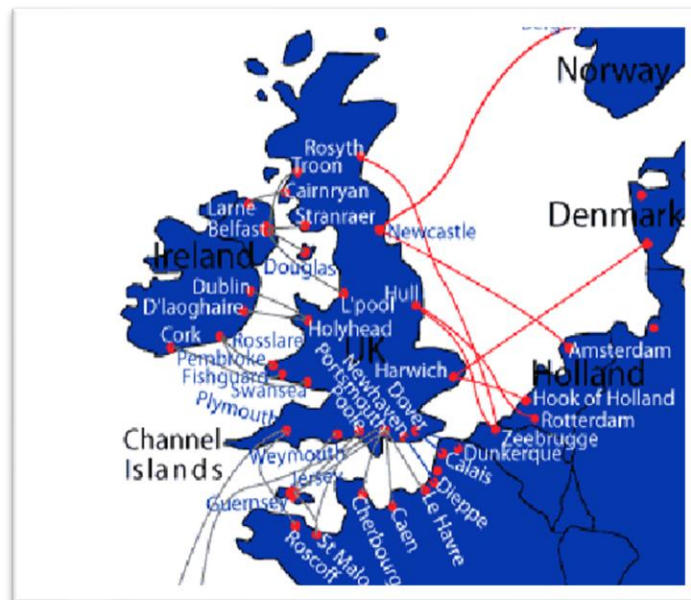 Norway
Rosyth
Troon
Cairnryan
Larne
Stranraer
Belfast
Denmark
Newcastle
Ireland
Douglas
Dublin
Hull
L'pool
D'laoghaire
Holyhead
Cork
Rosslare
UK
Amsterdam
Pembroke
Fishguard
Swansea
Harwich
Holland
Hook of Holland
Rotterdam
Plymouth
Poole
Portsmouth
Newhaven
Dover
Zeebrugge
Channel
Islands
Weymouth
Dunkerque
Calais
Jersey
Guernsey
Dieppe
Le Havre
Caen
Cherbourg
St Malo
Roscoff